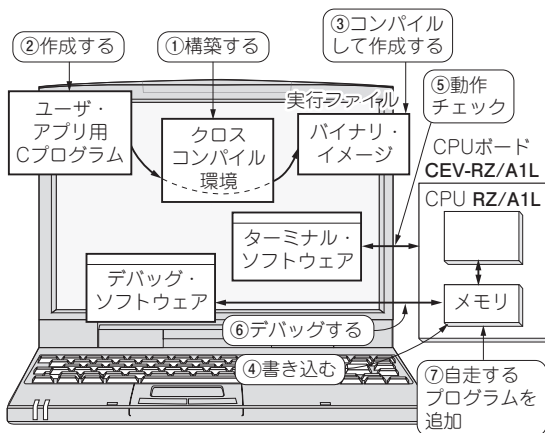 ②作成する
①構築する
③コンパイル
して作成する
ユーザ・
アプリ用
Cプログラム
クロス
コンパイル
環境
実行ファイル
バイナリ・
イメージ
⑤動作
チェック
CPUボード
CEV-RZ/A1L
CPU RZ/A1L
ターミナル・
ソフトウェア
デバッグ・
ソフトウェア
メモリ
⑥デバッグする
④書き込む
⑦自走する
プログラムを
追加